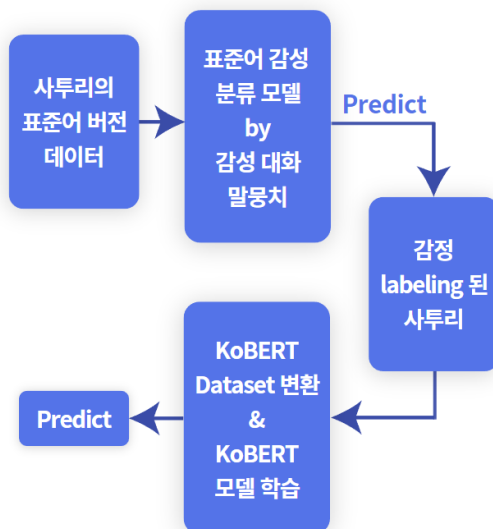 사투리의
표준어 버전
데이터
표준어 감성
분류 모델
by
감성 대화
말뭉치
Predict
감정
labeling 된
사투리
KoBERT
Dataset 변환
&
KoBERT
모델 학습
Predict